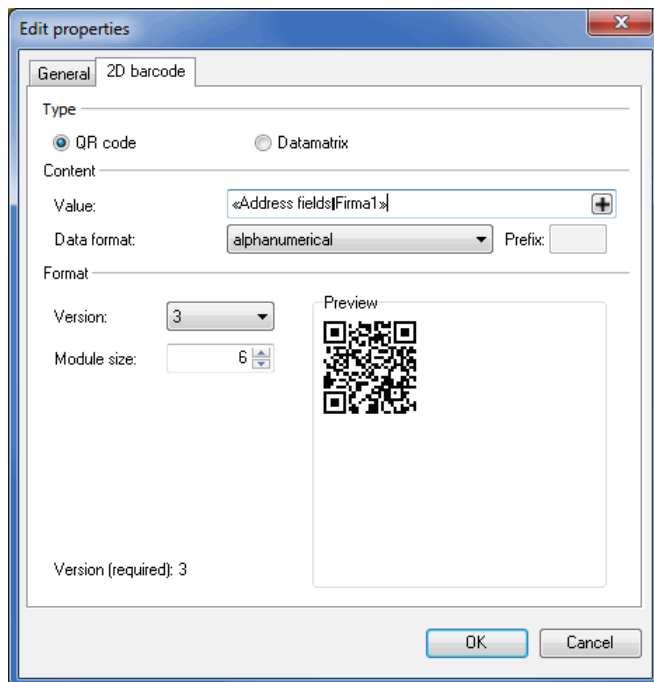 Edit properties
General 2D barcode
Type
QR code Datamatrix
Content
Value: «Address fields|Firma1»
Data format: alphanumerical Prefix:
Format
Version: 3 Preview
Module size: 6
Version (required): 3
OK Cancel